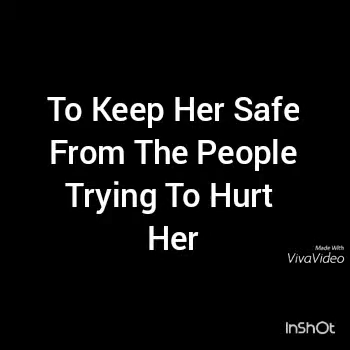 To Keep Her Safe
From The People
Trying To Hurt
Her
Made With
VivaVideo
InShOt